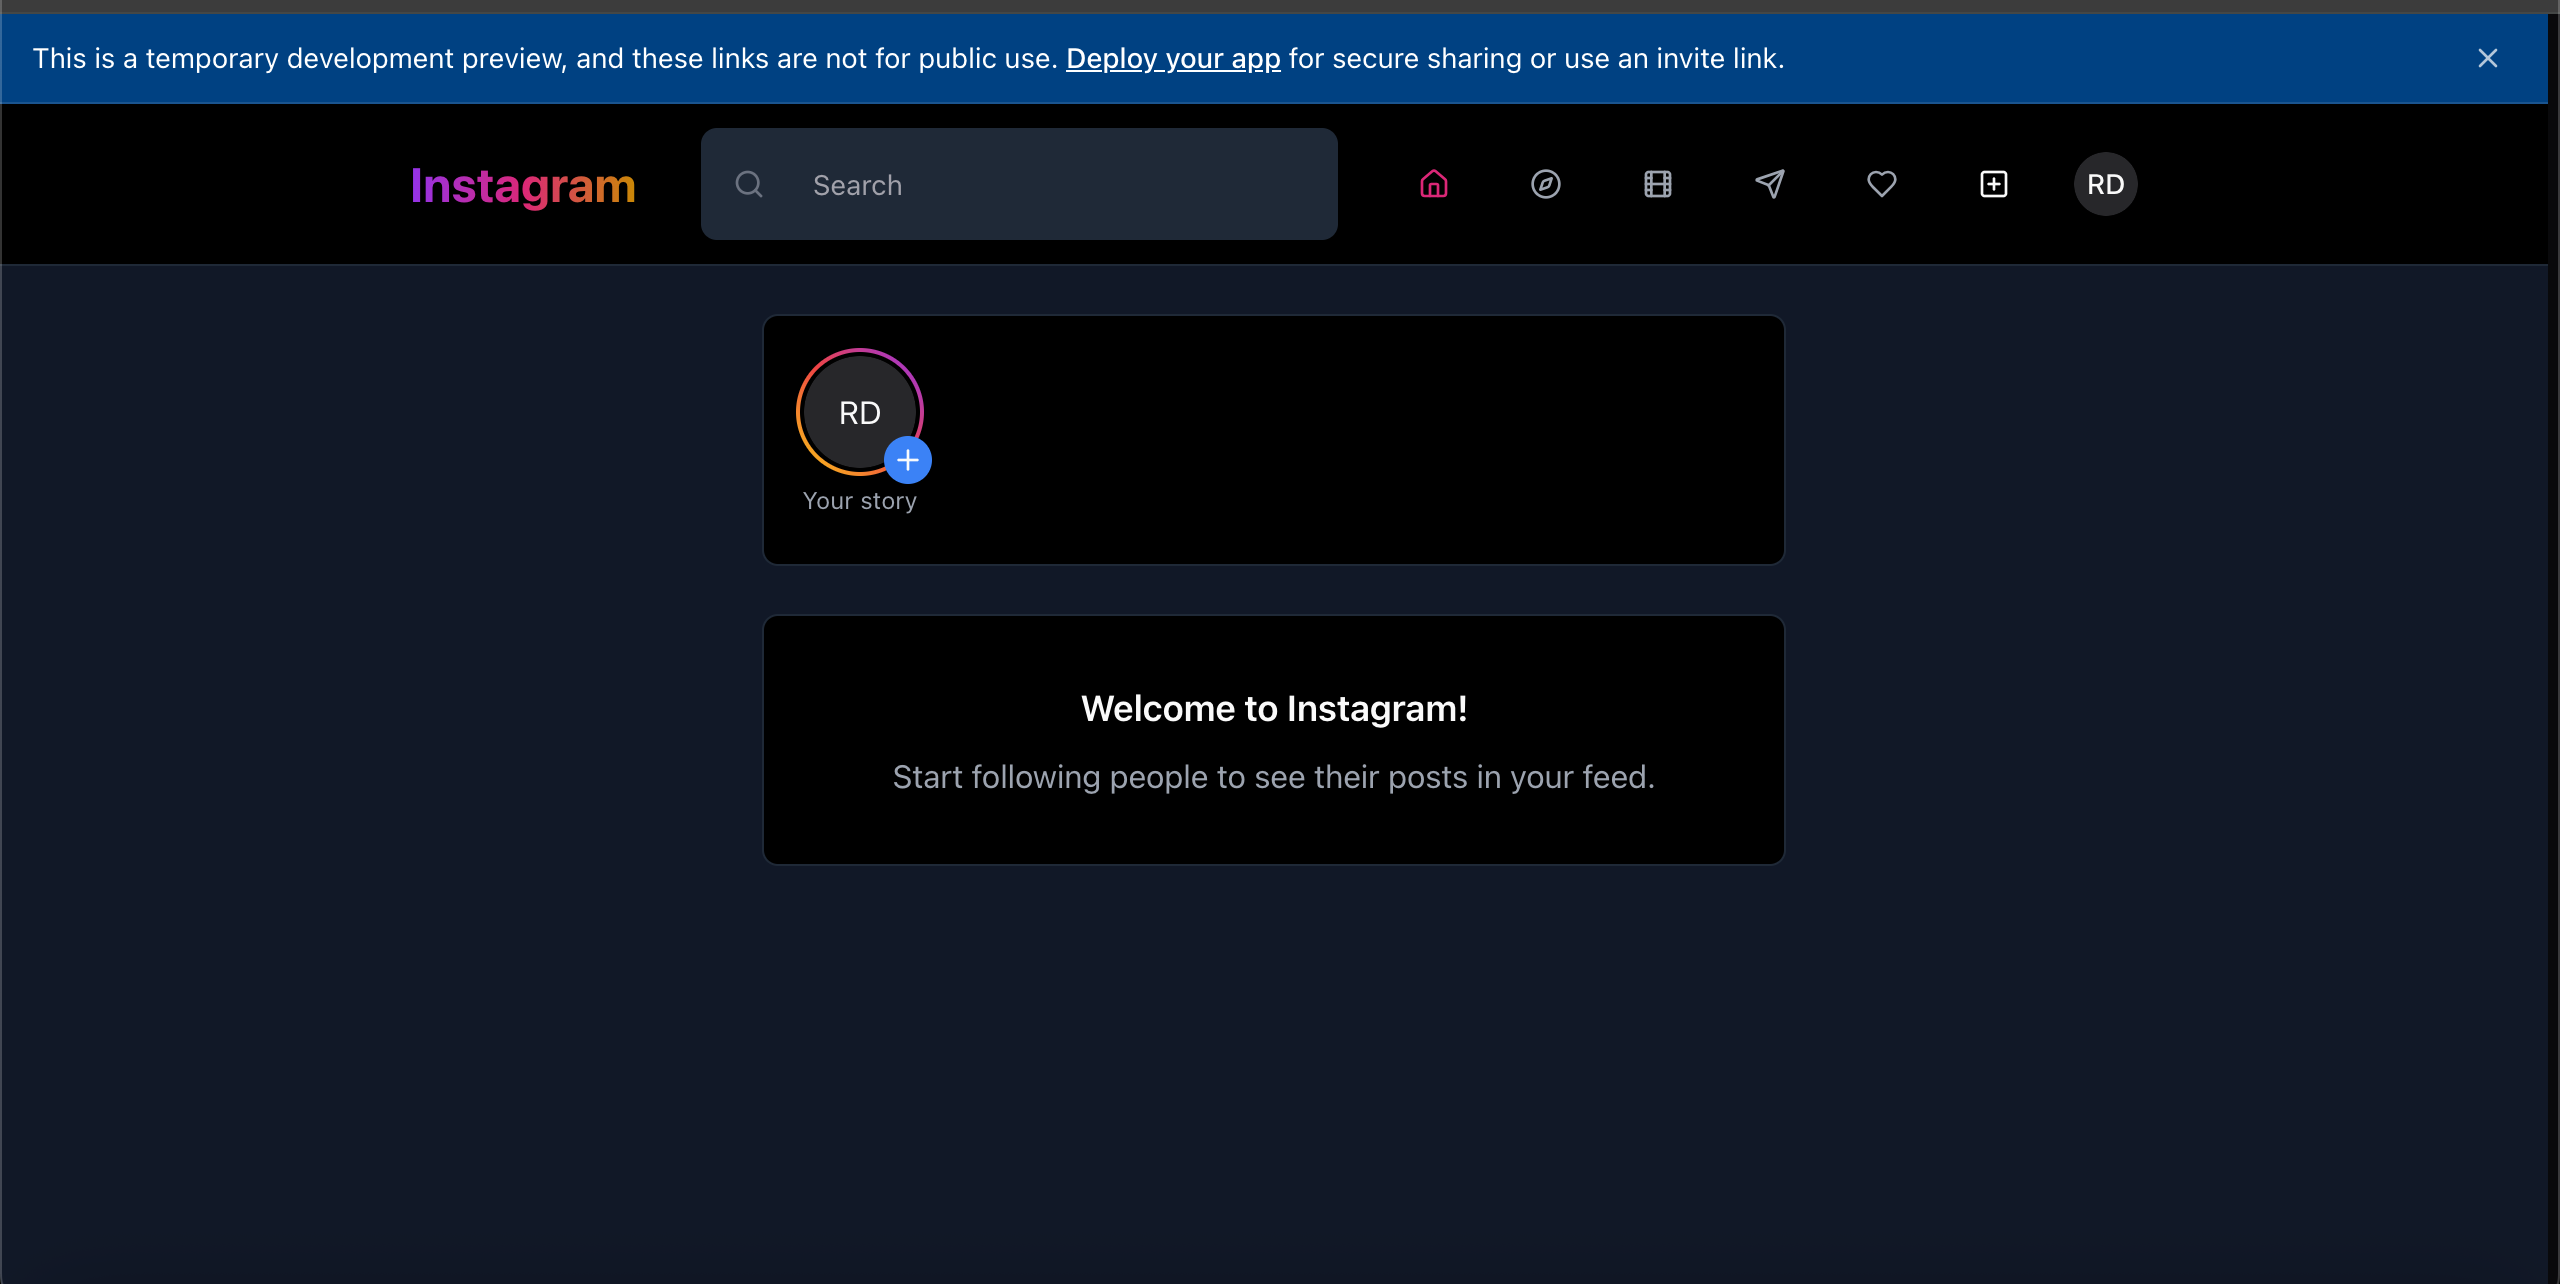 This is a temporary development preview, and these links are not for public use. Deploy your app for secure sharing or use an invite link.
Instagram
Search
RD
RD
Your story
Welcome to Instagram!
Start following people to see their posts in your feed.